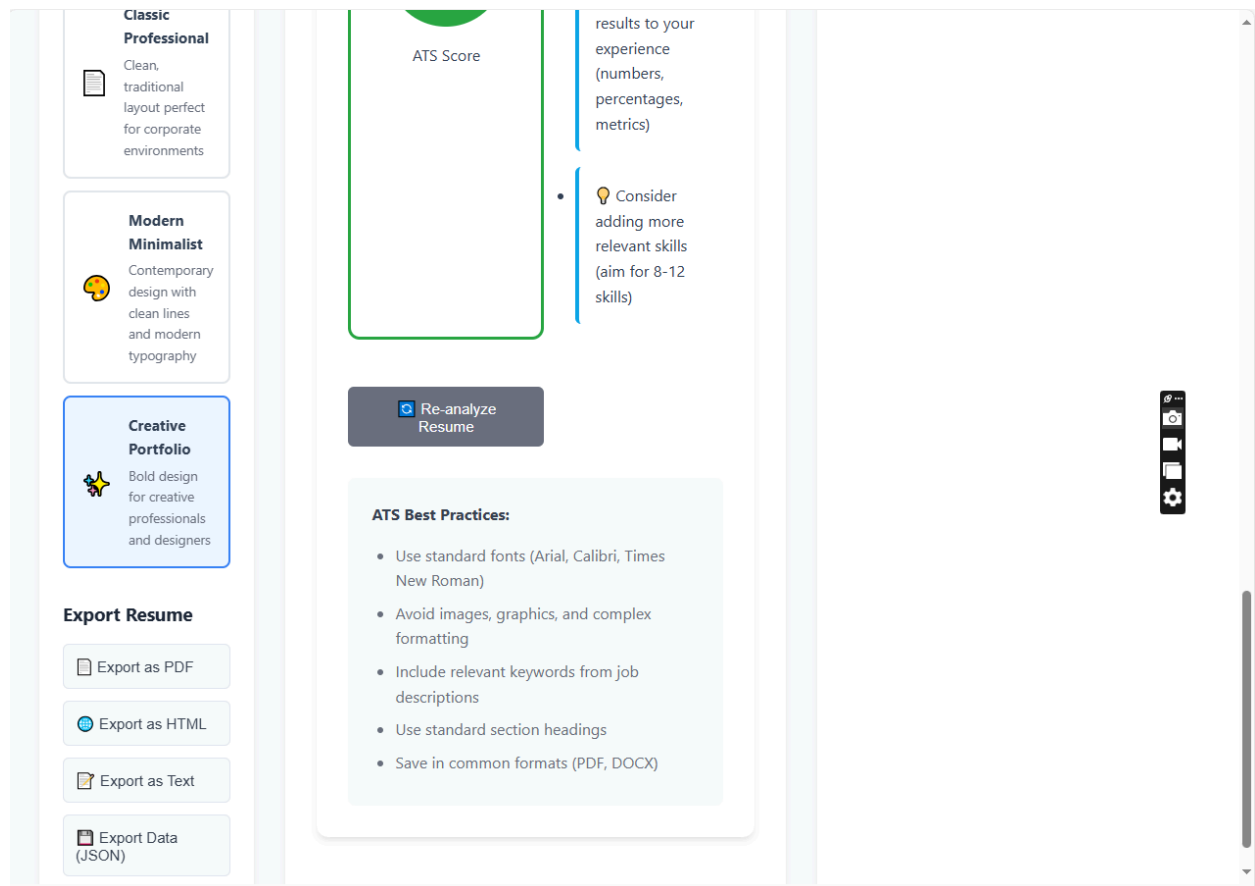 Classic
Professional
Clean,
traditional
layout perfect
for corporate
environments
Modern
Minimalist
Contemporary
design with
clean lines
and modern
typography
Creative
Portfolio
Bold design
for creative
professionals
and designers
Export Resume
Export as PDF
Export as HTML
Export as Text
Export Data
(JSON)
ATS Score
results to your
experience
(numbers,
percentages,
metrics)
Consider
adding more
relevant skills
(aim for 8-12
skills)
Re-analyze
Resume
ATS Best Practices:
Use standard fonts (Arial, Calibri, Times
New Roman)
Avoid images, graphics, and complex
formatting
Include relevant keywords from job
descriptions
Use standard section headings
Save in common formats (PDF, DOCX)